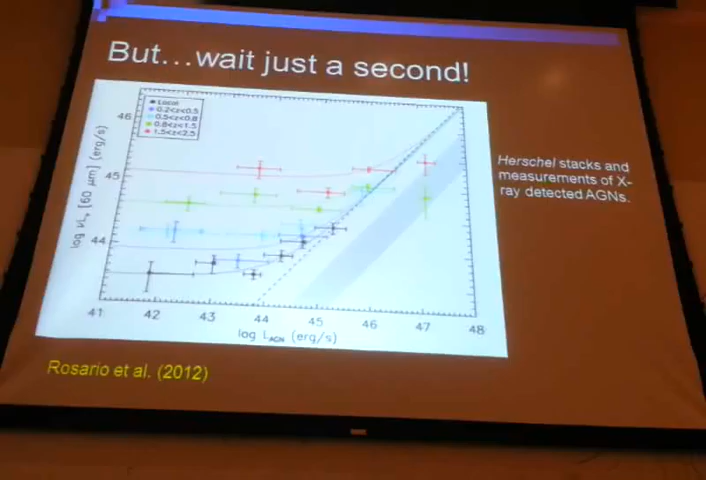 But…wait just a second!
Local
0.2<z<0.5
0.5<z<0.8
0.8<z<1.5
1.5<z<2.5
46
45
44
log νLν [60 μm] (erg/s)
41 42 43 44 45 46 47 48
log LAGN (erg/s)
Herschel stacks and
measurements of X-
ray detected AGNs.
Rosario et al. (2012)